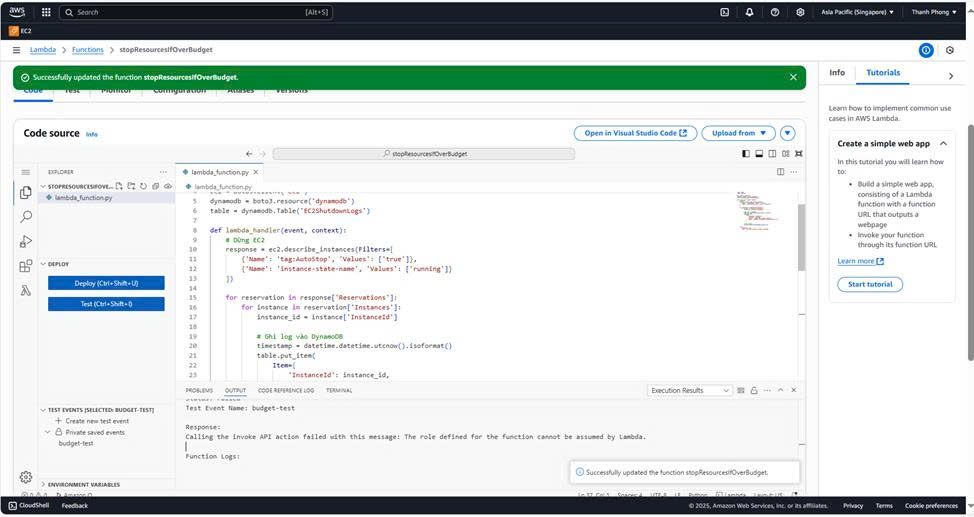 aws
Search
[Alt+S]
Asia Pacific (Singapore)
Thanh Phong
EC2
Lambda
Functions
stopResourcesIfOverBudget
Successfully updated the function stopResourcesIfOverBudget.
Code
Test
Monitor
Configuration
Aliases
Versions
Info
Tutorials
Learn how to implement common use
cases in AWS Lambda.
Create a simple web app
In this tutorial you will learn how
to:
• Build a simple web app,
consisting of a Lambda
function with a function
URL that outputs a
webpage
• Invoke your function
through its function URL
Learn more
Start tutorial
Code source
Info
Open in Visual Studio Code
Upload from
stopResourcesIfOverBudget
EXPLORER
STOPRESOURCESIFOVE...
lambda_function.py
DEPLOY
Deploy (Ctrl+Shift+U)
Test (Ctrl+Shift+I)
TEST EVENTS [SELECTED: BUDGET-TEST]
Create new test event
Private saved events
budget-test
ENVIRONMENT VARIABLES
lambda_function.py
lambda_function.py
5 dynamodb = boto3.resource('dynamodb')
6 table = dynamodb.Table('EC2ShutdownLogs')
7
8 def lambda_handler(event, context):
9 # Dừng EC2
10 response = ec2.describe_instances(Filters=[
11 {'Name': 'tag:AutoStop', 'Values': ['true']},
12 {'Name': 'instance-state-name', 'Values': ['running']}
13 ])
14
15 for reservation in response['Reservations']:
16 for instance in reservation['Instances']:
17 instance_id = instance['InstanceId']
18
19 # Ghi log vào DynamoDB
20 timestamp = datetime.datetime.utcnow().isoformat()
21 table.put_item(
22 Item={
23 'InstanceId': instance_id,
PROBLEMS
OUTPUT
CODE REFERENCE LOG
TERMINAL
Execution Results
Status: Failed
Test Event Name: budget-test
Response:
Calling the invoke API action failed with this message: The role defined for the function cannot be assumed by Lambda.
Function Logs:
Successfully updated the function stopResourcesIfOverBudget.
Amazon Q
Ln 37, Col 1
Spaces: 4
UTF-8
LF
Python
Lambda
Layout: US
CloudShell
Feedback
© 2025, Amazon Web Services, Inc. or its affiliates.
Privacy
Terms
Cookie preferences